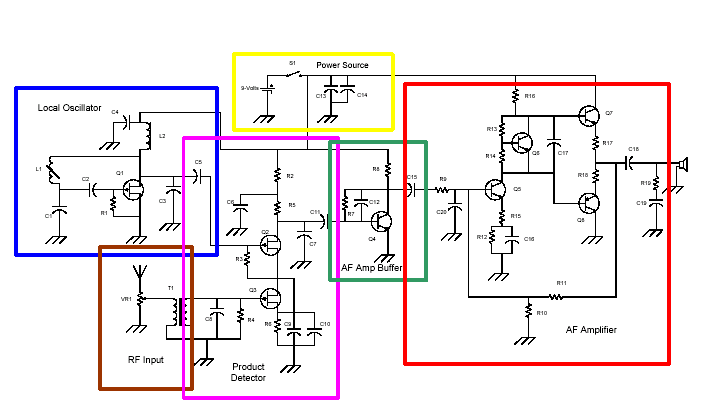 S1
Power Source
9-Volts
C13
C14
Local Oscillator
C4
L2
L1
C2
Q1
C5
R1
C3
C1
R2
C6
R5
C11
C7
Q2
R3
Q3
R6
C9
C10
R8
C15
R7
C12
Q4
AF Amp Buffer
VR1
T1
C8
R4
RF Input
Product
Detector
R16
Q7
R13
Q6
C17
R14
R17
C18
R9
Q5
R18
R19
C20
R15
Q8
C19
R12
C16
R11
R10
AF Amplifier